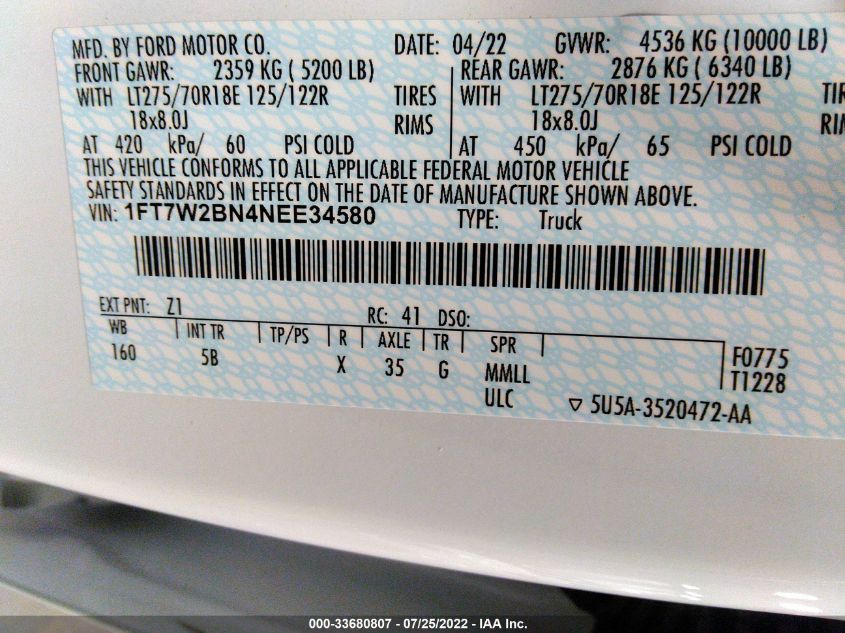 MFD. BY FORD MOTOR CO. DATE: 04/22 GVWR: 4536 KG (10000 LB)
FRONT GAWR: 2359 KG ( 5200 LB) REAR GAWR: 2876 KG ( 6340 LB)
WITH LT275/70R18E 125/122R TIRES WITH LT275/70R18E 125/122R
18x8.0J RIMS 18x8.0J
AT 420 kPa/ 60 PSI COLD AT 450 kPa/ 65 PSI COLD
THIS VEHICLE CONFORMS TO ALL APPLICABLE FEDERAL MOTOR VEHICLE
SAFETY STANDARDS IN EFFECT ON THE DATE OF MANUFACTURE SHOWN ABOVE.
VIN: 1FT7W2BN4NEE34580 TYPE: Truck
EXT PNT: Z1 RC: 41 DSO:
WB INT TR TP/PS R AXLE TR SPR
160 5B X 35 G MMLL
ULC
F0775
T1228
5U5A-3520472-AA
000-33680807 - 07/25/2022 - IAA Inc.